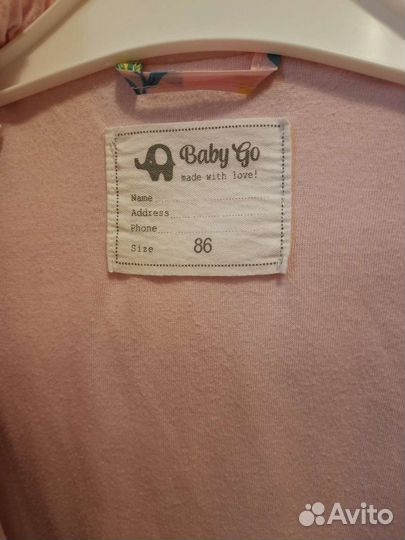 Baby Go
made with love!
Name
Address
Phone
Size 86
Avito